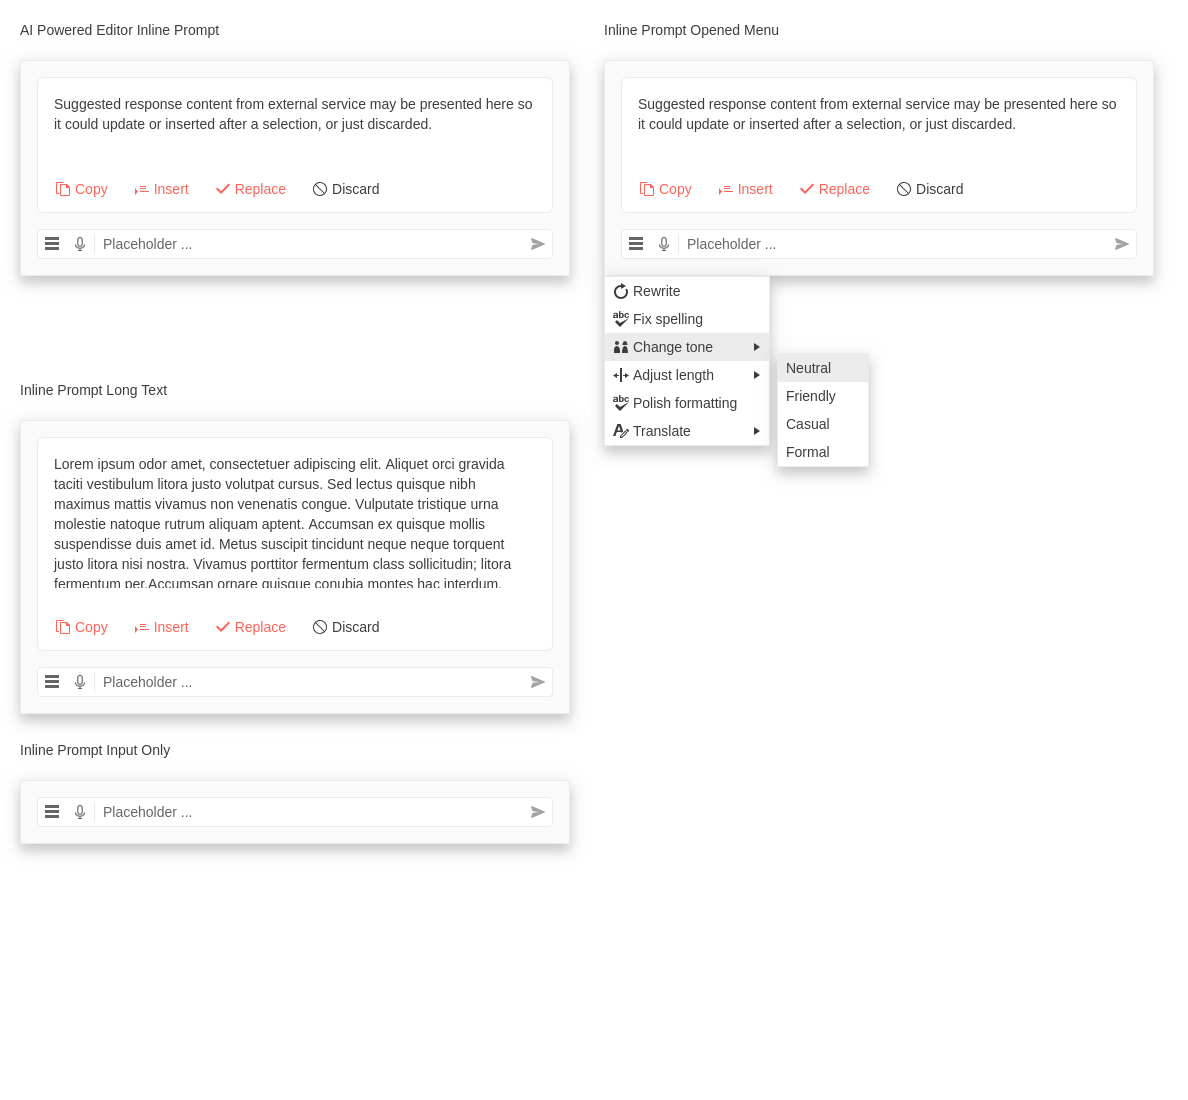 AI Powered Editor Inline Prompt
Suggested response content from external service may be presented here so
it could update or inserted after a selection, or just discarded.
Copy Insert Replace Discard
Placeholder ...
Inline Prompt Opened Menu
Suggested response content from external service may be presented here so
it could update or inserted after a selection, or just discarded.
Copy Insert Replace Discard
Placeholder ...
Rewrite
abc Fix spelling
Change tone
Adjust length
abc Polish formatting
A Translate
Neutral
Friendly
Casual
Formal
Inline Prompt Long Text
Lorem ipsum odor amet, consectetuer adipiscing elit. Aliquet orci gravida
taciti vestibulum litora justo volutpat cursus. Sed lectus quisque nibh
maximus mattis vivamus non venenatis congue. Vulputate tristique urna
molestie natoque rutrum aliquam aptent. Accumsan ex quisque mollis
suspendisse duis amet id. Metus suscipit tincidunt neque neque torquent
justo litora nisi nostra. Vivamus porttitor fermentum class sollicitudin; litora
fermentum per.Accumsan ornare quisque conubia montes hac interdum.
Copy Insert Replace Discard
Placeholder ...
Inline Prompt Input Only
Placeholder ...